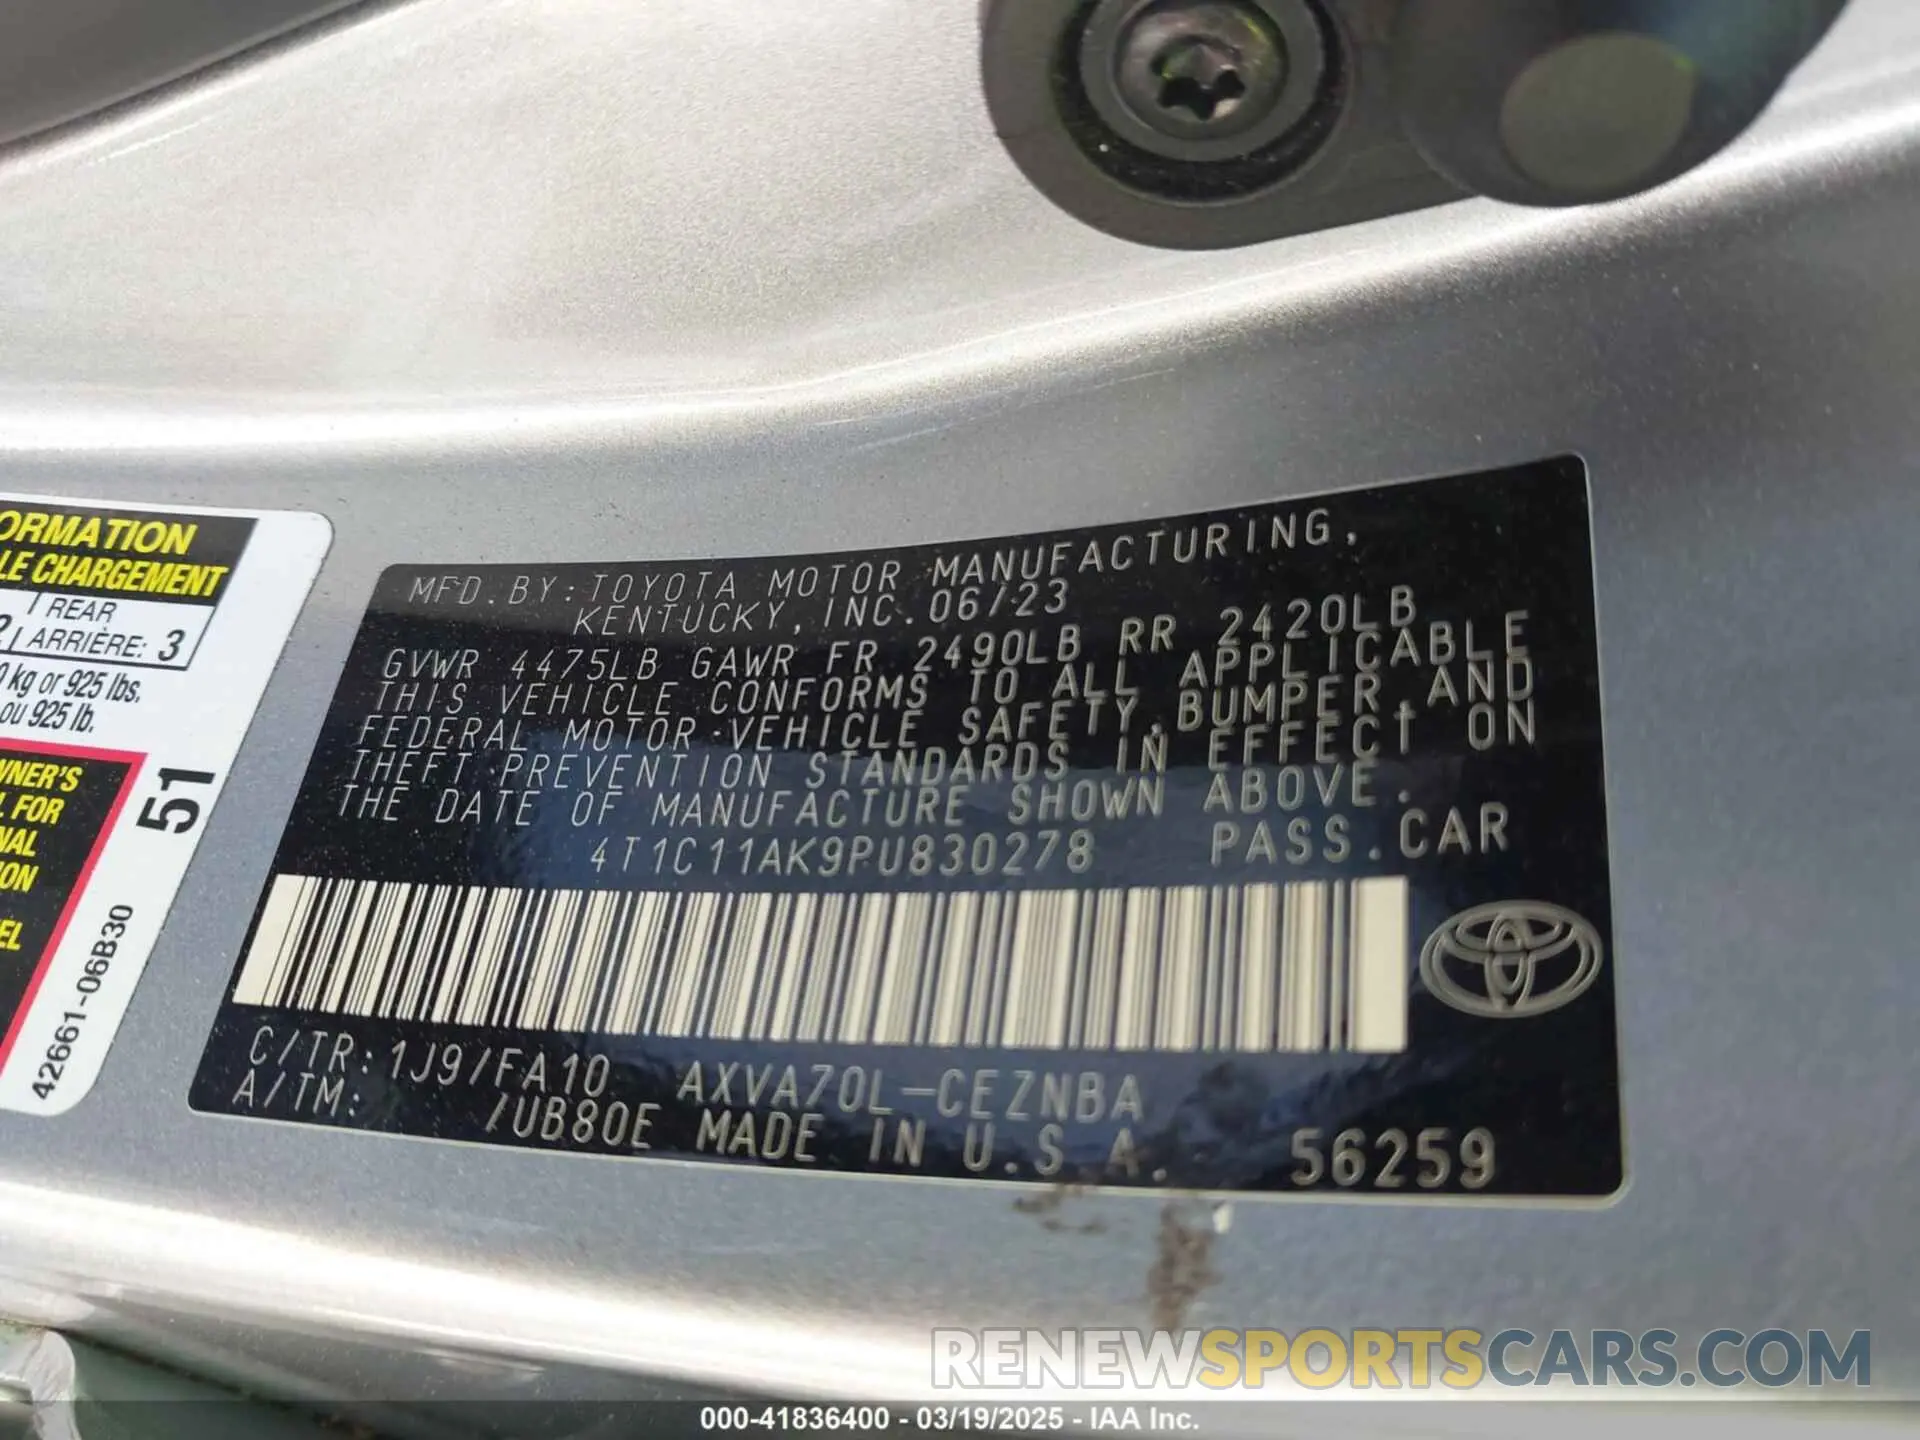 ORMATION
LE CHARGEMENT
REAR
2 ARRIÈRE: 3
0 kg or 925 lbs.
ou 925 lb.
WNER'S
L FOR
NAL
ION
EL
51
42661-06B30
MFD. BY: TOYOTA MOTOR MANUFACTURING,
KENTUCKY, INC. 06/23
GVWR 4475LB GAWR FR 2490LB RR 2420LB
THIS VEHICLE CONFORMS TO ALL APPLICABLE
FEDERAL MOTOR VEHICLE SAFETY, BUMPER, AND
THEFT PREVENTION STANDARDS IN EFFECT ON
THE DATE OF MANUFACTURE SHOWN ABOVE.
4T1C11AK9PU830278 PASS. CAR
C/TR: 1J9/FA10 AXVA70L-CEZNBA
A/TM: /UB80E MADE IN U.S.A. 56259
RENEWSPORTSCARS.COM
000-41836400 - 03/19/2025 - IAA Inc.